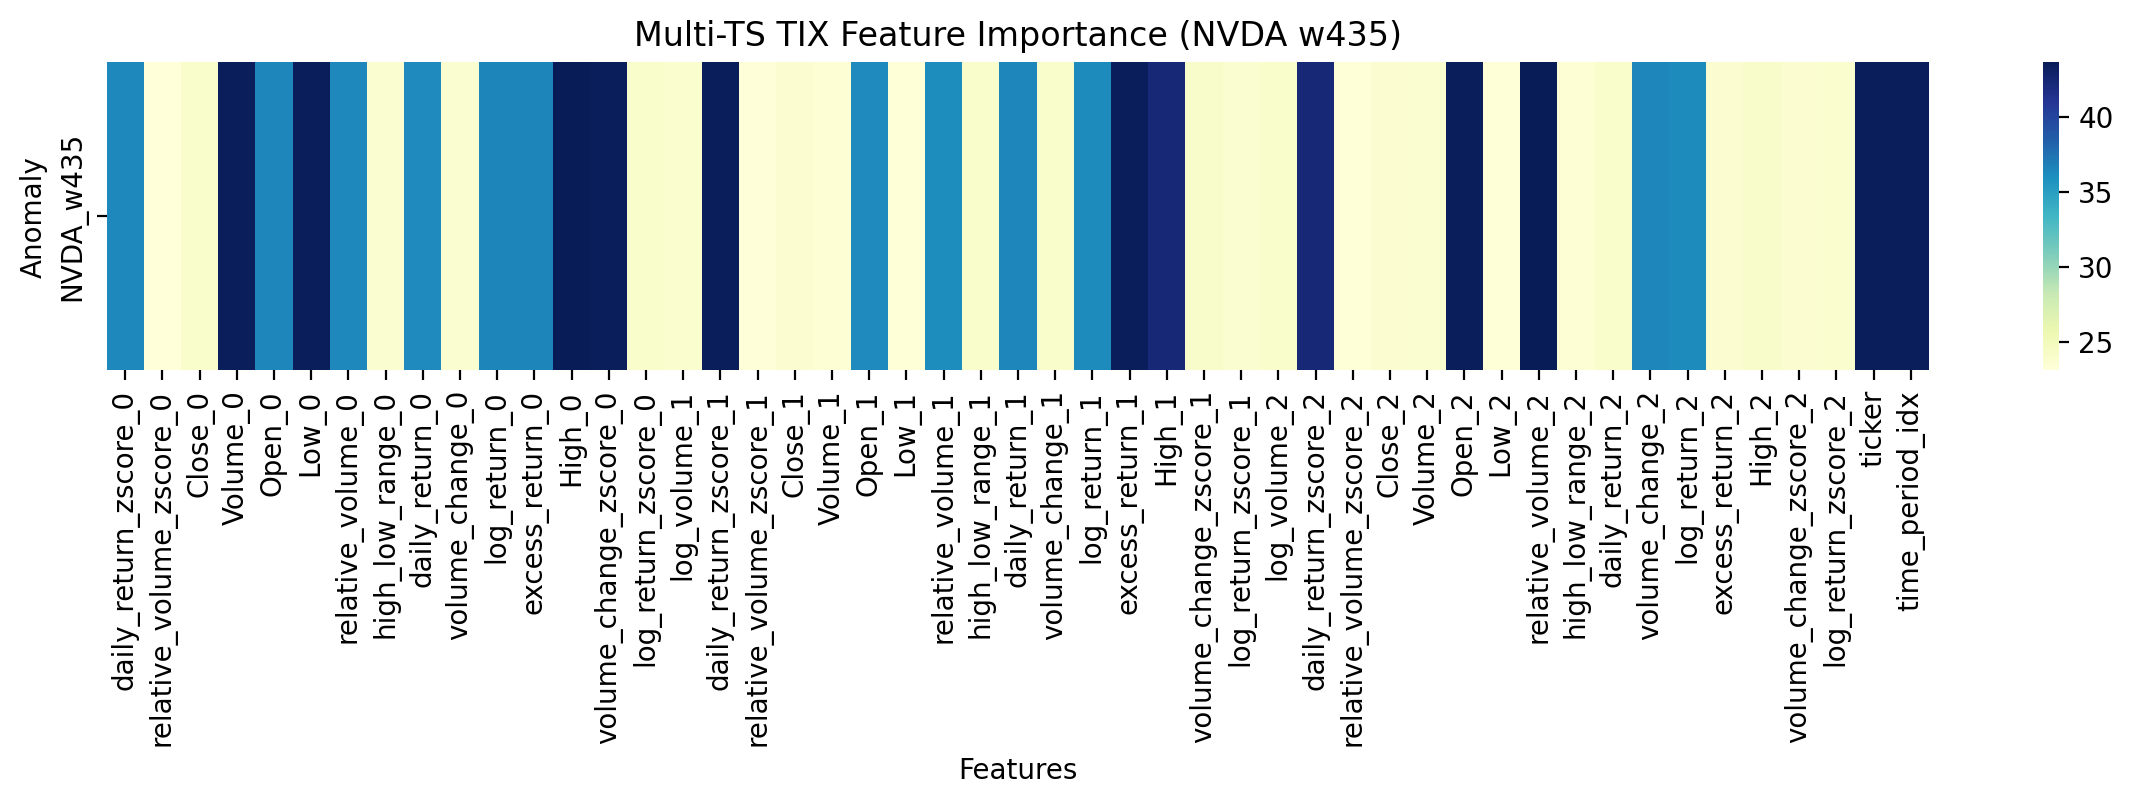 Multi-TS TIX Feature Importance (NVDA w435)
Anomaly
NVDA_w435
40
35
30
25
daily_return_zscore_0
relative_volume_zscore_0
Close_0
Volume_0
Open_0
Low_0
relative_volume_0
high_low_range_0
daily_return_0
volume_change_0
log_return_0
excess_return_0
High_0
volume_change_zscore_0
log_return_zscore_0
log_volume_1
daily_return_zscore_1
relative_volume_zscore_1
Close_1
Volume_1
Open_1
Low_1
relative_volume_1
high_low_range_1
daily_return_1
volume_change_1
log_return_1
excess_return_1
High_1
volume_change_zscore_1
log_return_zscore_1
log_volume_2
daily_return_zscore_2
relative_volume_zscore_2
Close_2
Volume_2
Open_2
Low_2
relative_volume_2
high_low_range_2
daily_return_2
volume_change_2
log_return_2
excess_return_2
High_2
volume_change_zscore_2
log_return_zscore_2
ticker
time_period_idx
Features